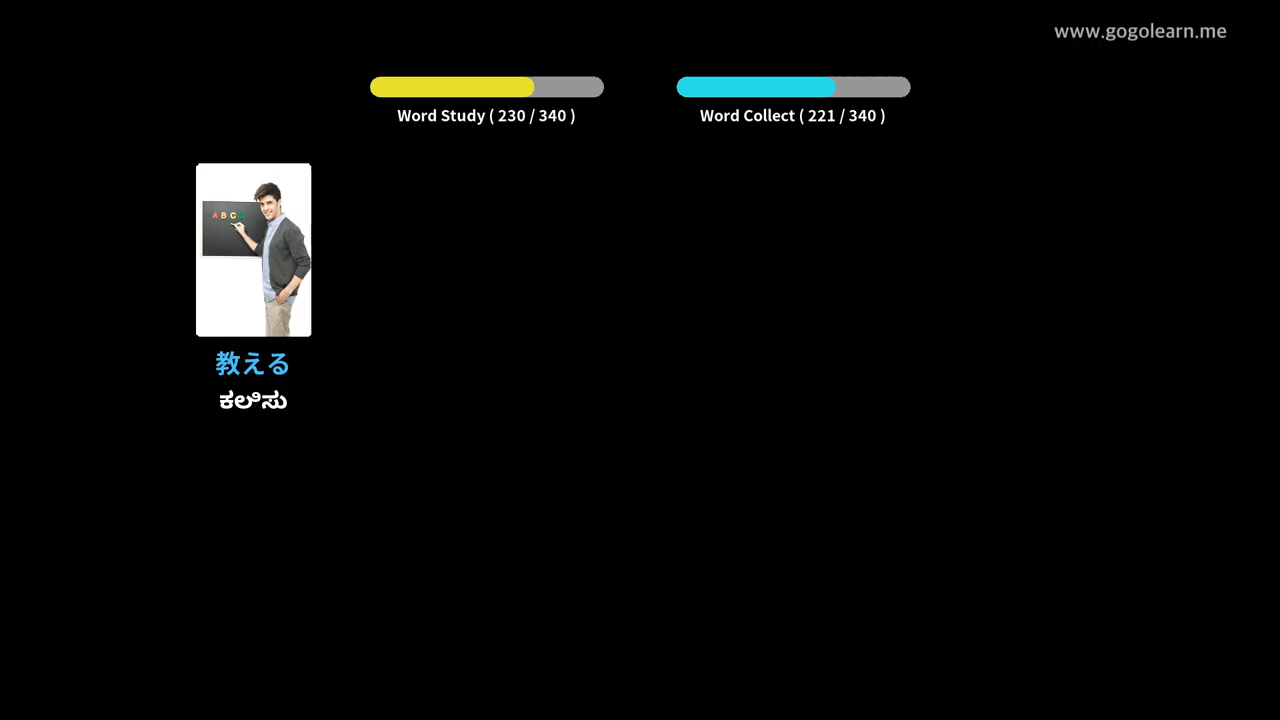 www.gogolearn.me
Word Study ( 230 / 340 )
Word Collect ( 221 / 340 )
A B C D
教える
ಕಲಿಸು